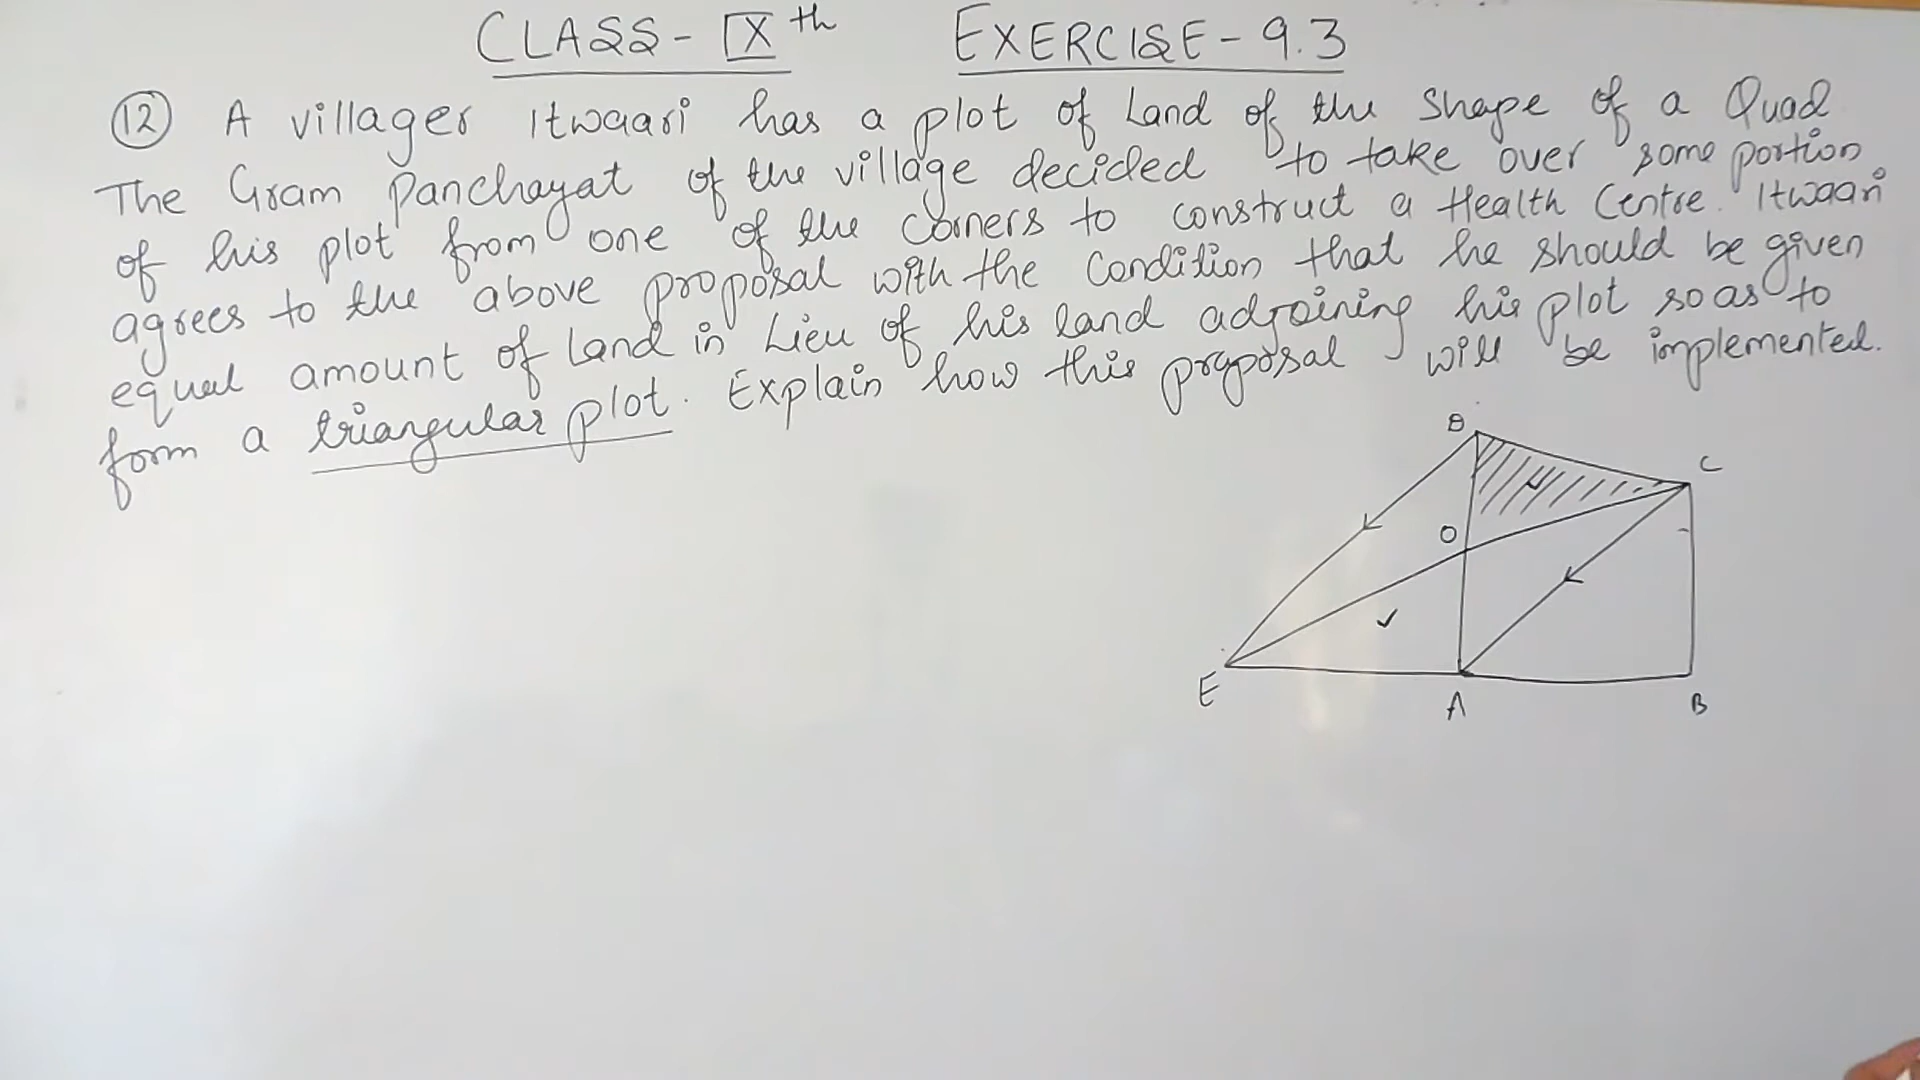 CLASS - IXth EXERCISE - 9.3
12 A villager Itwaari has a plot of Land of the shape of a Quad
The Gram Panchayat of the village decided to take over some portion
of his plot from one of the corners to construct a Health Centre. Itwaari
agrees to the above proposal with the condition that he should be given
equal amount of land in Lieu of his land adjoining his plot so as to
form a triangular plot. Explain how this proposal will be implemented.
D
C
O
E
A
B